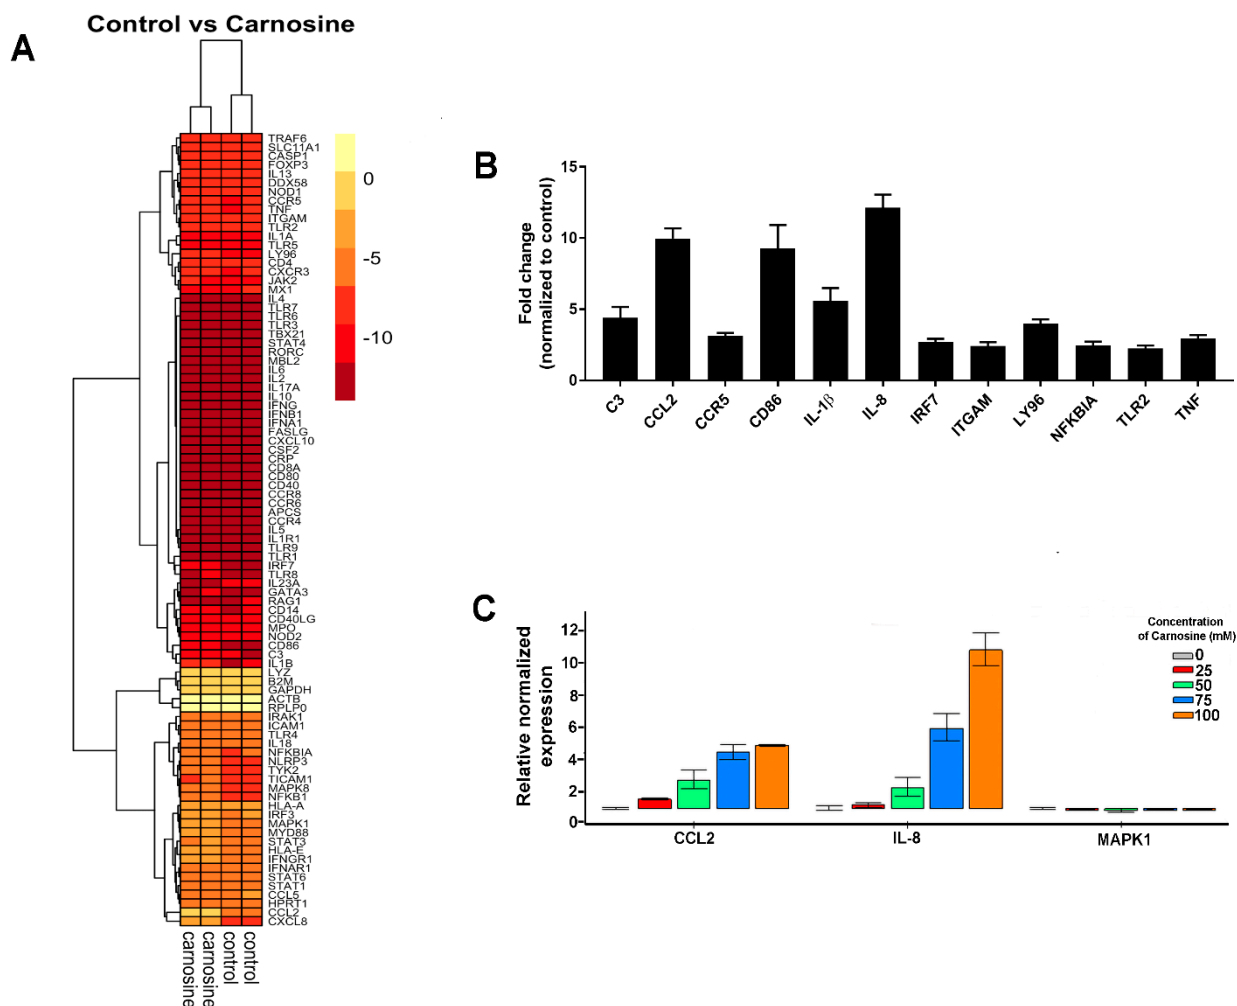 Control vs Carnosine
A
TRAF6
SLC11A1
CASP1
FOXP3
IL13
DDX58
NOD1
CCR5
TNF
ITGAM
TLR2
IL1A
TLR5
LY96
CD4
CXCR3
JAK2
MX1
IL4
TLR7
TLR6
TLR3
TBX21
STAT4
RORC
MBL2
IL6
IL2
IL17A
IL10
IFNG
IFNB1
IFNA1
FASLG
CXCL10
CSF2
CRP
CD8A
CD80
CD40
CCR8
CCR6
APCS
CCR4
IL5
IL1R1
TLR9
TLR1
IRF7
TLR8
IL23A
GATA3
RAG1
CD14
CD40LG
MPO
NOD2
CD86
C3
IL1B
LYZ
B2M
GAPDH
ACTB
RPLP0
IRAK1
ICAM1
TLR4
IL18
NFKBIA
NLRP3
TYK2
TICAM1
MAPK8
NFKB1
HLA-A
IRF3
MAPK1
MYD88
STAT3
HLA-E
IFNGR1
IFNAR1
STAT6
STAT1
CCL5
HPRT1
CCL2
CXCL8
carnosine
carnosine
control
control
0
-5
-10
B
Fold change
(normalized to control)
15
10
5
0
C3
CCL2
CCR5
CD86
IL-1β
IL-8
IRF7
ITGAM
LY96
NFKBIA
TLR2
TNF
C
Relative normalized
expression
12
10
8
6
4
2
0
CCL2
IL-8
MAPK1
Concentration
of Carnosine (mM)
0
25
50
75
100